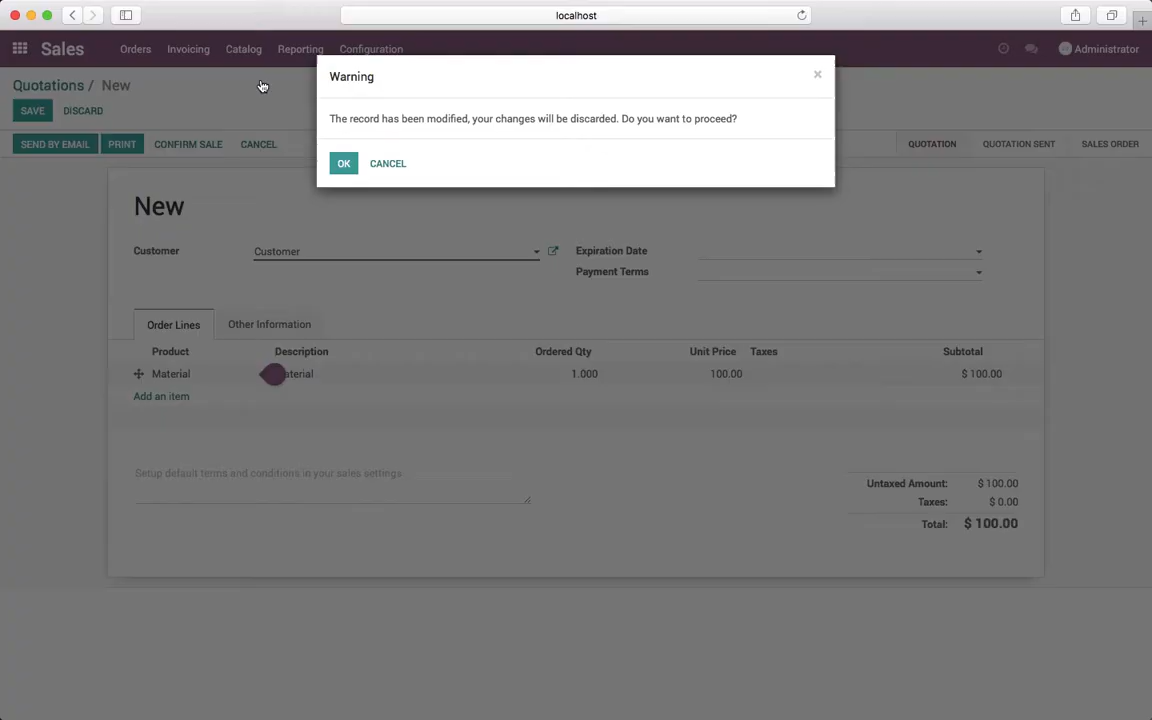 localhost
Sales Orders Invoicing Catalog Reporting Configuration Administrator
Warning
Quotations / New
SAVE DISCARD
The record has been modified, your changes will be discarded. Do you want to proceed?
SEND BY EMAIL PRINT CONFIRM SALE CANCEL QUOTATION QUOTATION SENT SALES ORDER
OK CANCEL
New
Customer Customer Expiration Date
Payment Terms
Order Lines Other Information
Product Description Ordered Qty Unit Price Taxes Subtotal
Material aterial 1.000 100.00 $ 100.00
Add an item
Setup default terms and conditions in your sales settings
Untaxed Amount: $ 100.00
Taxes: $ 0.00
Total: $ 100.00